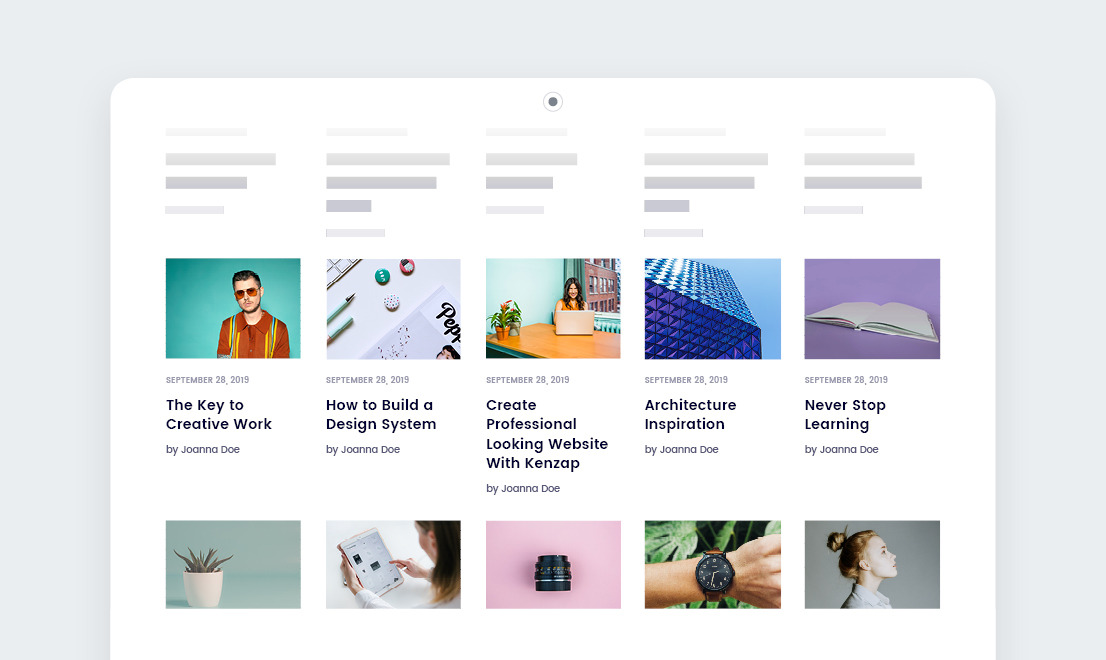 SEPTEMBER 28, 2019
The Key to
Creative Work
by Joanna Doe
SEPTEMBER 28, 2019
How to Build a
Design System
by Joanna Doe
SEPTEMBER 28, 2019
Create
Professional
Looking Website
With Kenzap
by Joanna Doe
SEPTEMBER 28, 2019
Architecture
Inspiration
by Joanna Doe
SEPTEMBER 28, 2019
Never Stop
Learning
by Joanna Doe